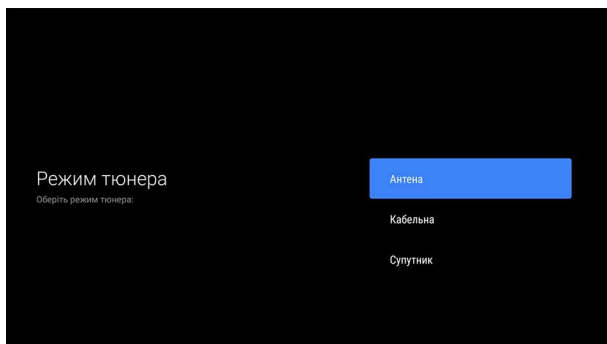 Режим тюнера
Оберіть режим тюнера:
Антена
Кабельна
Супутник